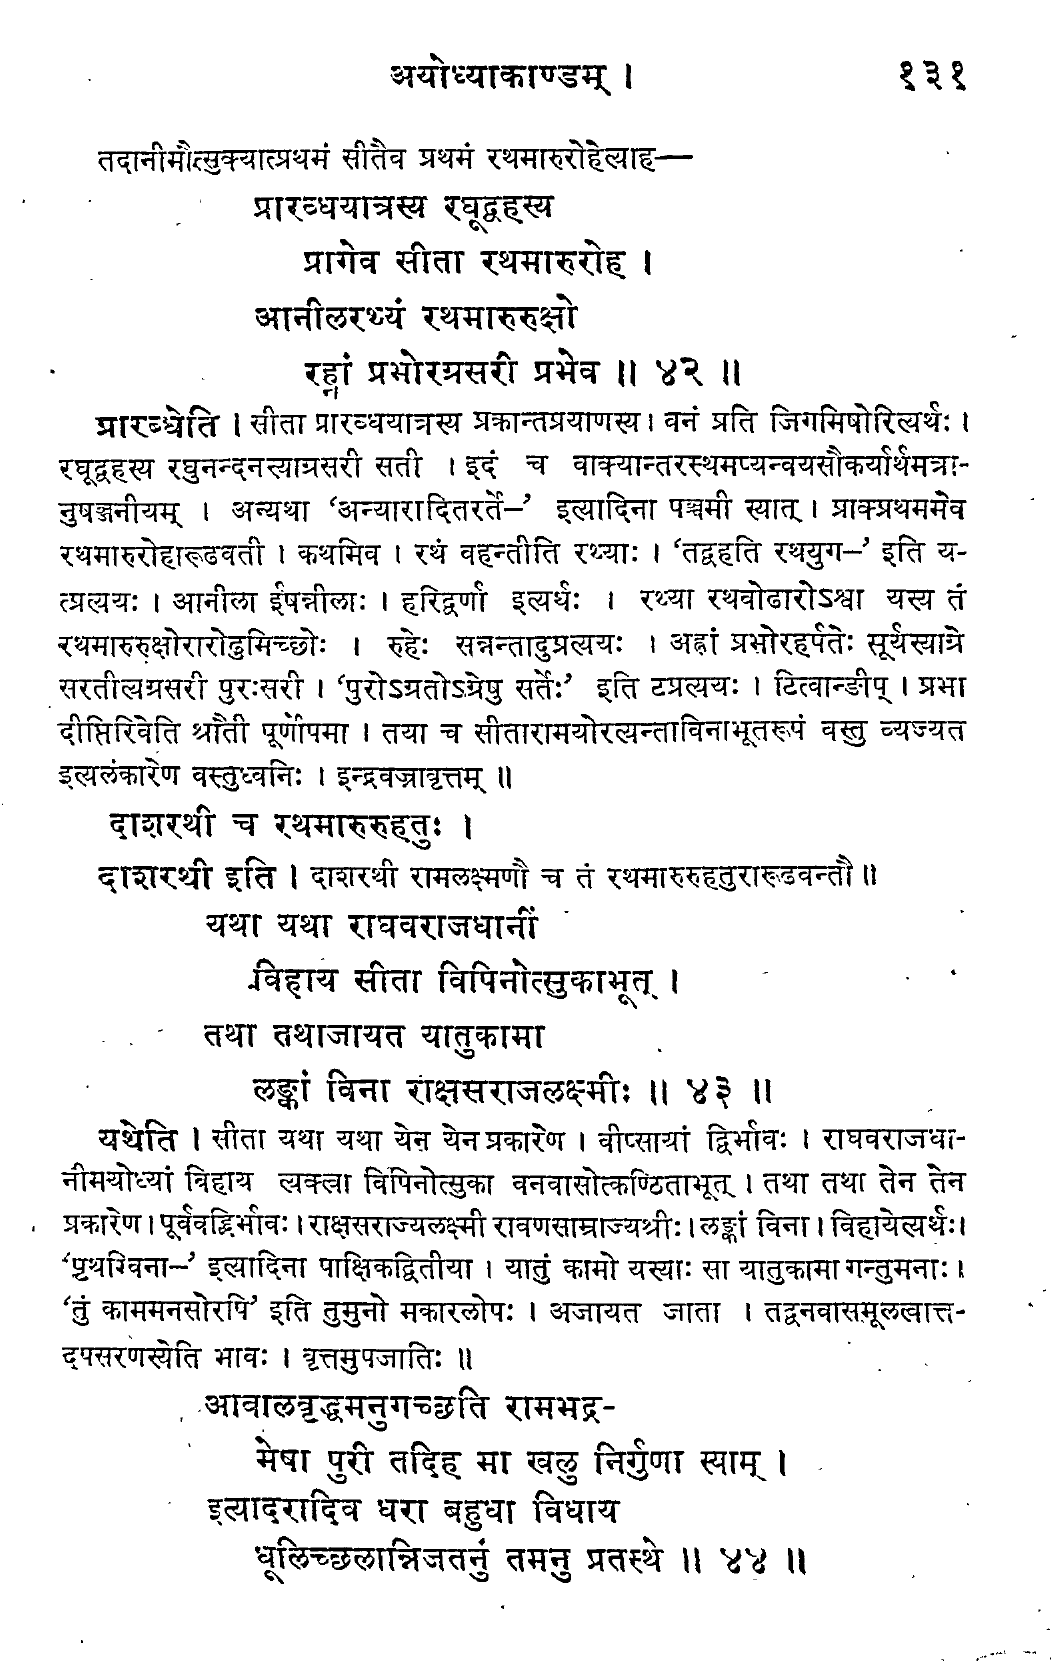 अयोध्याकाण्डम् । १३१
तदानीमौत्सुक्यात्प्रथमं सीतैव प्रथमं रथमारुरोहेत्याह—
प्रारब्धयात्रस्य रघूद्वहस्य
प्रागेव सीता रथमारुरोह ।
आनीलरथ्यं रथमारुरुक्षो
रह्नां प्रभोरग्रसरी प्रभेव ॥ ४२ ॥
प्रारब्धेति । सीता प्रारब्धयात्रस्य प्रक्रान्तप्रयाणस्य । वनं प्रति जिगमिषोरित्यर्थः ।
रघूद्वहस्य रघुनन्दनत्याग्रसरी सती । इदं च वाक्यान्तरस्थमप्यन्वयसौकर्यार्थमत्रा-
नुषञ्जनीयम् । अन्यथा ‘अन्यारादितरर्ते—’ इत्यादिना पञ्चमी स्यात् । प्राक्प्रथममेव
रथमारुरोहारूढवती । कथमिव । रथं वहन्तीति रथ्याः । ‘तद्वहति रथयुग—’ इति य-
त्प्रत्ययः । आनीला ईषन्नीलाः । हरिद्वर्णा इत्यर्थः । रथ्या रथवोढारोऽश्वा यस्य तं
रथमारुरुक्षोरारोढुमिच्छोः । रुहेः सन्नन्तादुप्रत्ययः । अह्नां प्रभोरहर्पतेः सूर्यस्याग्रे
सरतीत्यग्रसरी पुरःसरी । ‘पुरोऽग्रतोऽग्रेषु सर्तेः’ इति टप्रत्ययः । टित्वान्ङीप् । प्रभा
दीप्तिरिवेति श्रौती पूर्णोपमा । तया च सीतारामयोरत्यन्ताविनाभूतरूपं वस्तु व्यज्यत
इत्यलंकारेण वस्तुध्वनिः । इन्द्रवज्रावृत्तम् ॥
दाशरथी च रथमारुरुहतुः ।
दाशरथी इति । दाशरथी रामलक्ष्मणौ च तं रथमारुरुहतुरारूढवन्तौ ॥
यथा यथा राघवराजधानीं
विहाय सीता विपिनोत्सुकाभूत् ।
तथा तथाजायत यातुकामा
लङ्कां विना राक्षसराजलक्ष्मीः ॥ ४३ ॥
यथेति । सीता यथा यथा येन येन प्रकारेण । वीप्सायां द्विर्भावः । राघवराजधा-
नीमयोध्यां विहाय त्यक्त्वा विपिनोत्सुका वनवासोत्कण्ठिताभूत् । तथा तथा तेन तेन
प्रकारेण । पूर्ववद्द्विर्भावः । राक्षसराज्यलक्ष्मी रावणसाम्राज्यश्रीः । लङ्कां विना । विहायेत्यर्थः ।
‘पृथग्विना—’ इत्यादिना पाक्षिकद्वितीया । यातुं कामो यस्याः सा यातुकामा गन्तुमनाः ।
‘तुं काममनसोरपि’ इति तुमुनो मकारलोपः । अजायत जाता । तद्वनवासमूलत्वात्त-
दपसरणस्येति भावः । वृत्तमुपजातिः ॥
आवालवृद्धमनुगच्छति रामभद्र-
मेषा पुरी तदिह मा खलु निर्गुणा स्याम् ।
इत्यादरादिव धरा बहुधा विधाय
धूलिच्छलान्निजतनुं तमनु प्रतस्थे ॥ ४४ ॥